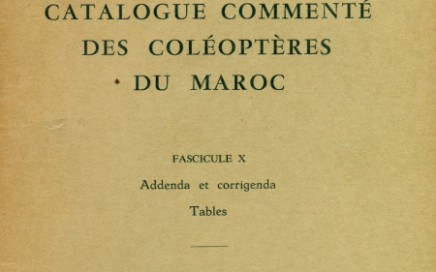 CATALOGUE COMMENTÉ
DES COLÉOPTÈRES
DU MAROC
FASCICULE X
Addenda et corrigenda
Tables